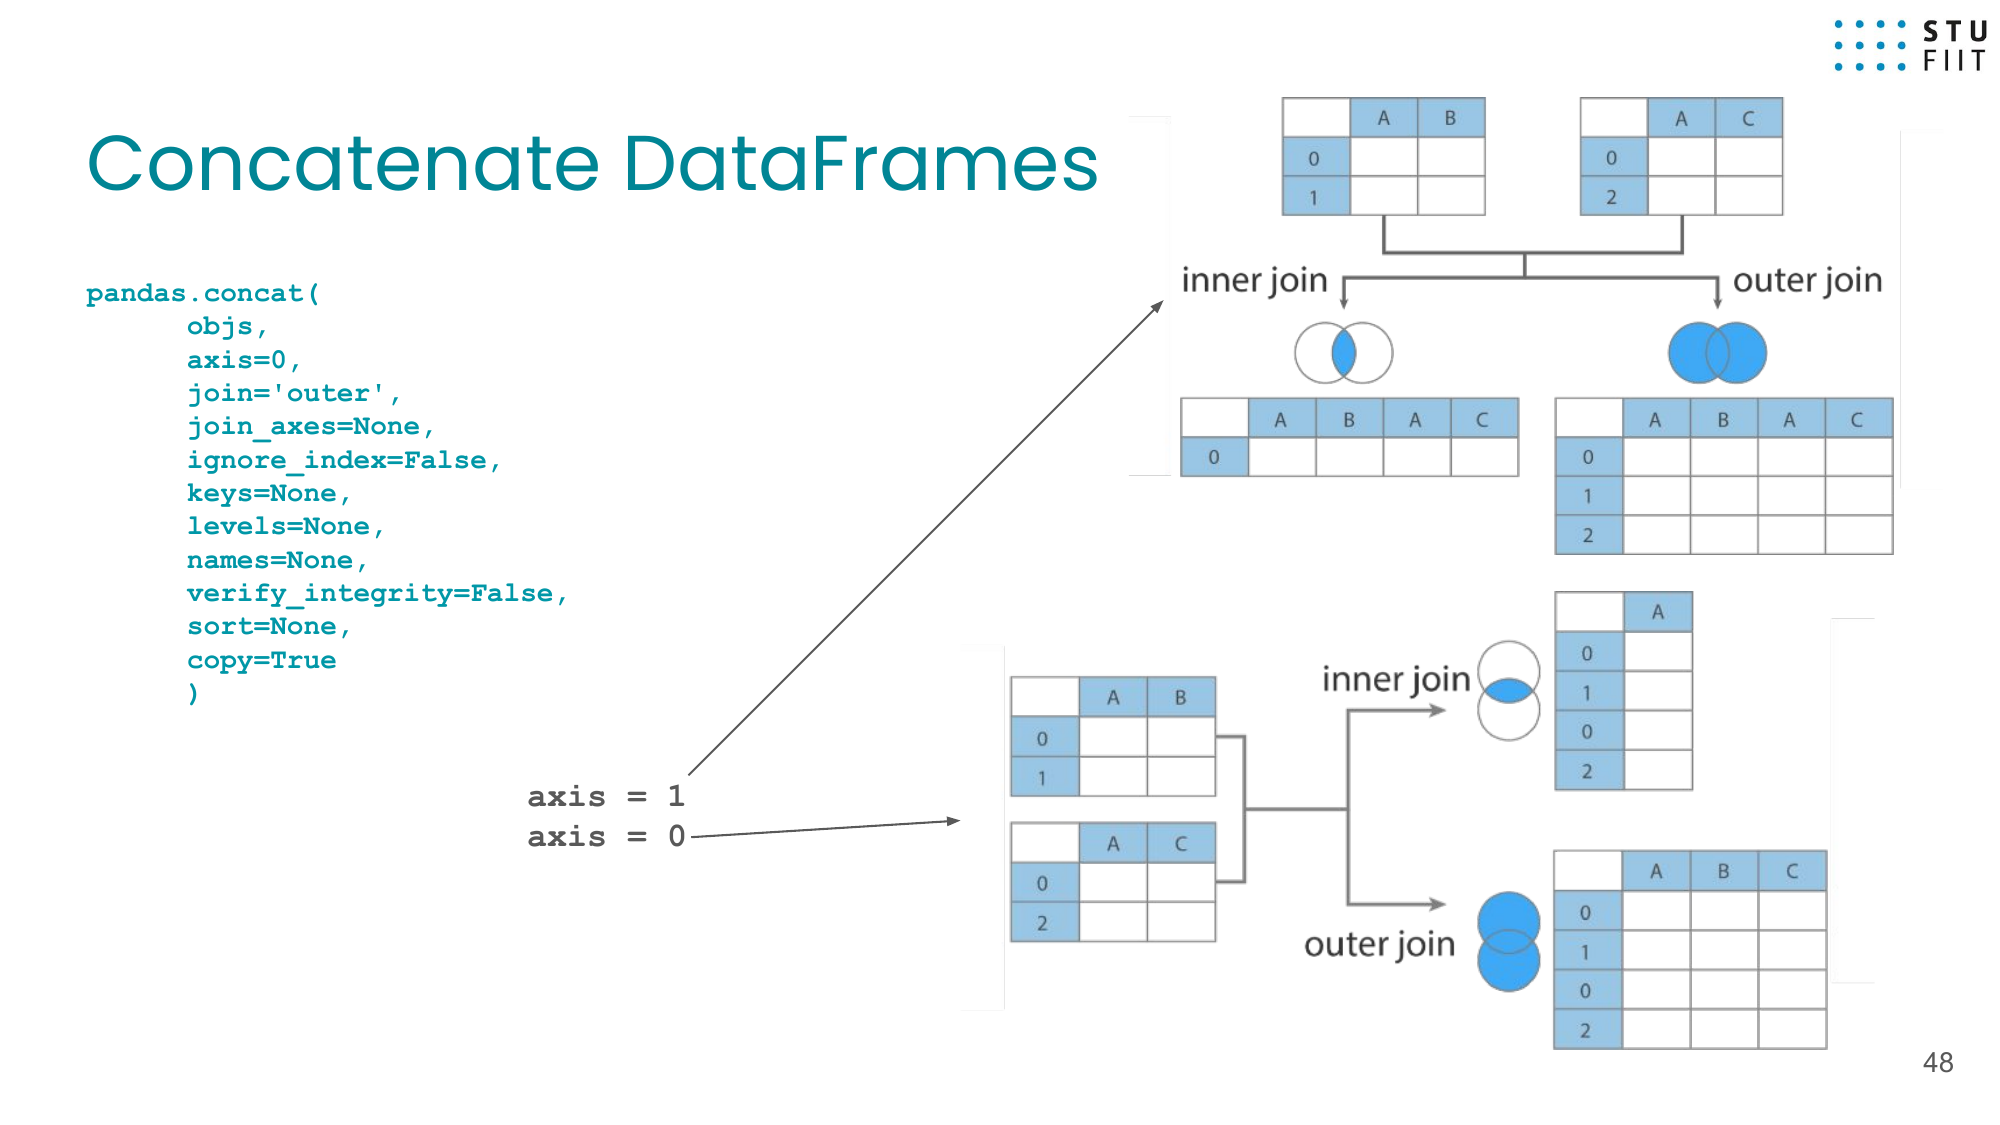 STU
FIIT
Concatenate DataFrames
pandas.concat(
objs,
axis=0,
join='outer',
join_axes=None,
ignore_index=False,
keys=None,
levels=None,
names=None,
verify_integrity=False,
sort=None,
copy=True
)
axis = 1
axis = 0
A B
0
1
A C
0
2
inner join
outer join
A B A C
0
A B A C
0
1
2
A B
0
1
A C
0
2
inner join
A
0
1
0
2
outer join
A B C
0
1
0
2
48